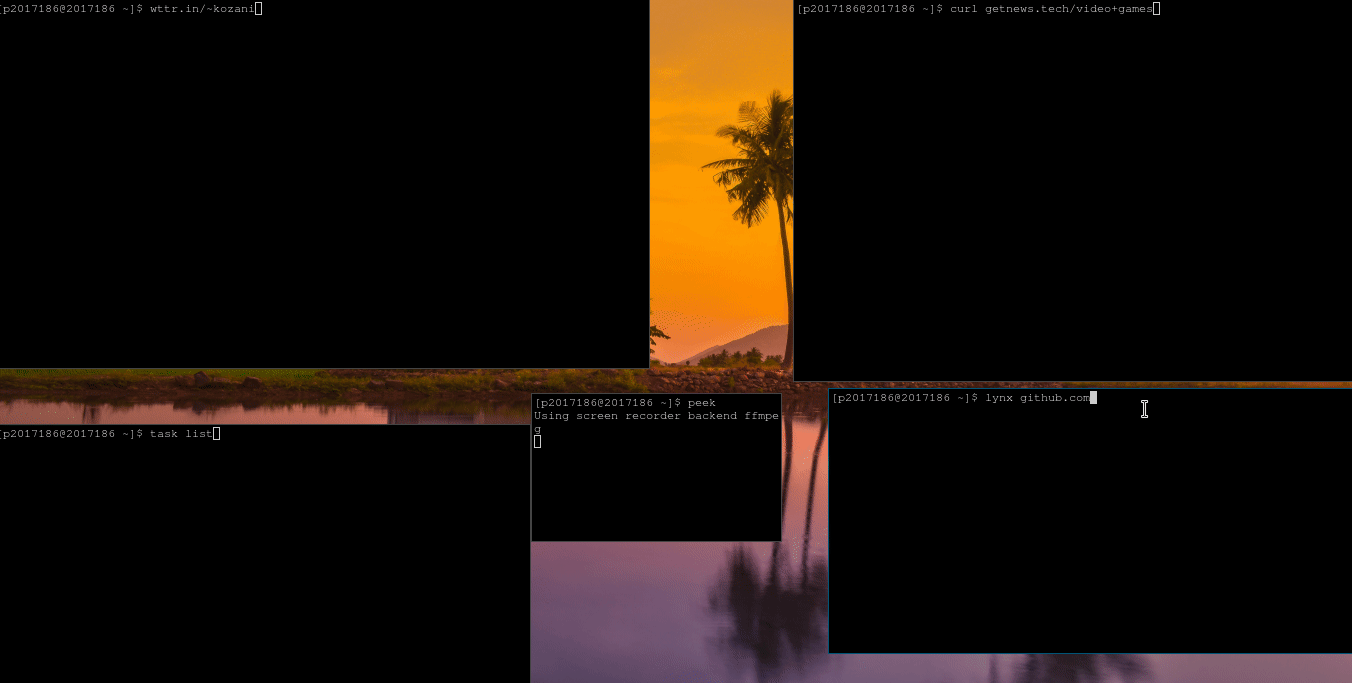 [p2017186@2017186 ~]$ wttr.in/~kozani
[p2017186@2017186 ~]$ curl getnews.tech/video+games
[p2017186@2017186 ~]$ peek
Using screen recorder backend ffmpe
g
[p2017186@2017186 ~]$ lynx github.com
[p2017186@2017186 ~]$ task list